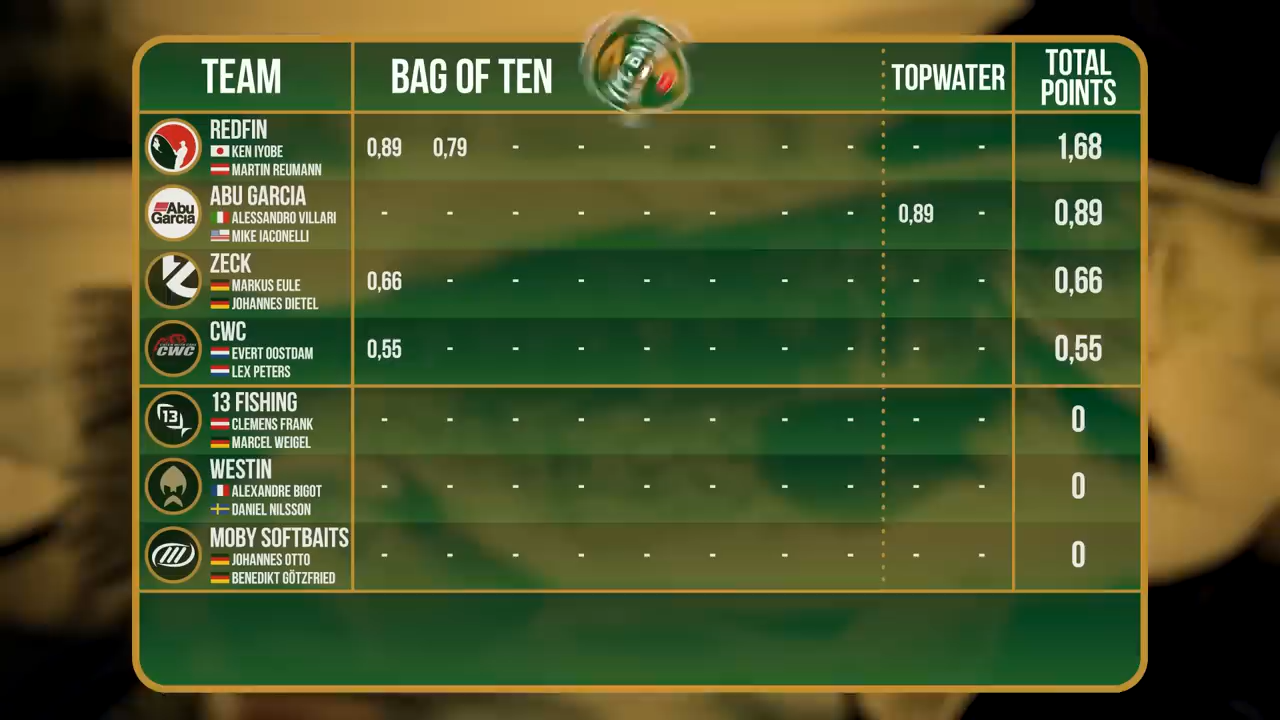 TEAM BAG OF TEN TOPWATER TOTAL POINTS
REDFIN
KEN IYOBE
MARTIN REUMANN
0,89 0,79 - - - - - - - - 1,68
Abu Garcia
ABU GARCIA
ALESSANDRO VILLARI
MIKE IACONELLI
- - - - - - - - 0,89 - 0,89
ZECK
MARKUS EULE
JOHANNES DIETEL
0,66 - - - - - - - - - 0,66
CWC
CWC
EVERT OOSTDAM
LEX PETERS
0,55 - - - - - - - - - 0,55
13
13 FISHING
CLEMENS FRANK
MARCEL WEIGEL
- - - - - - - - - - 0
WESTIN
ALEXANDRE BIGOT
DANIEL NILSSON
- - - - - - - - - - 0
MOBY SOFTBAITS
JOHANNES OTTO
BENEDIKT GÖTZFRIED
- - - - - - - - - - 0